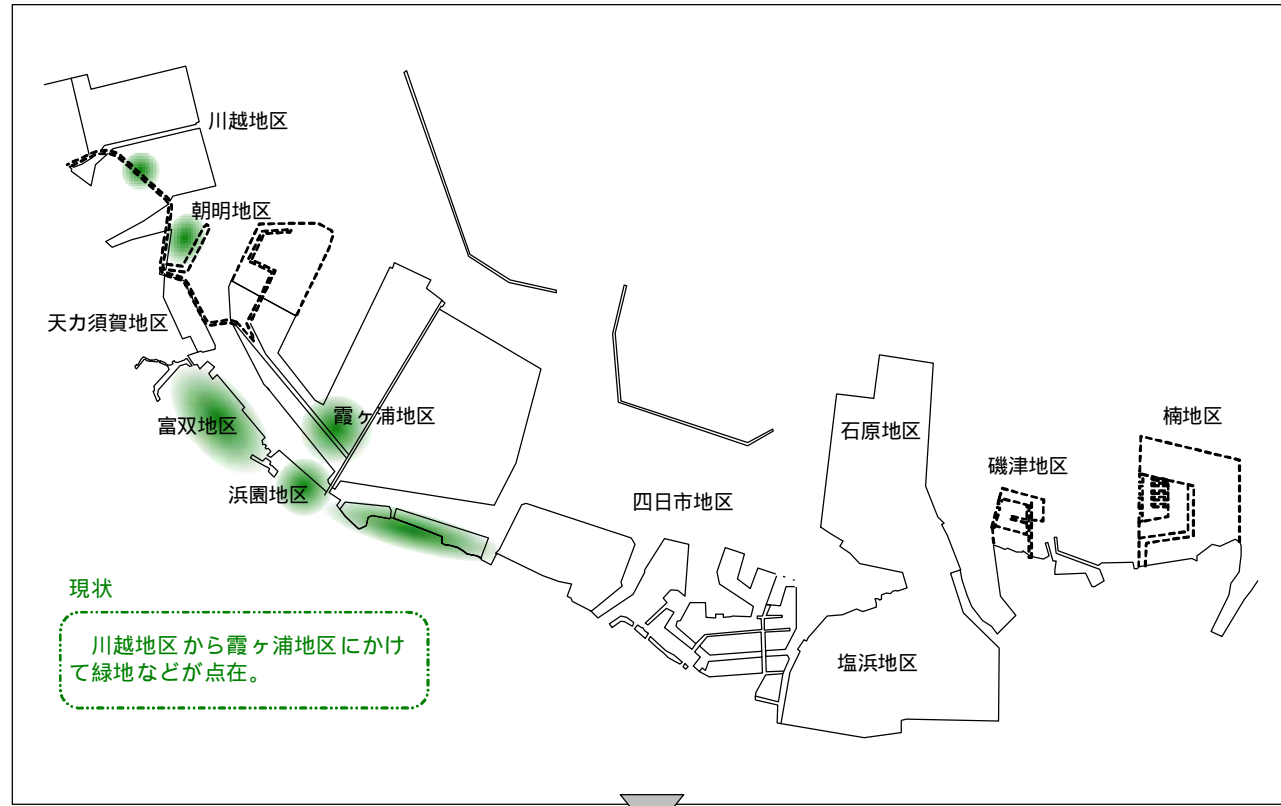 川越地区
朝明地区
天力須賀地区
富双地区
霞ヶ浦地区
浜園地区
四日市地区
石原地区
塩浜地区
磯津地区
楠地区
現状
川越地区から霞ヶ浦地区にかけ
て緑地などが点在。